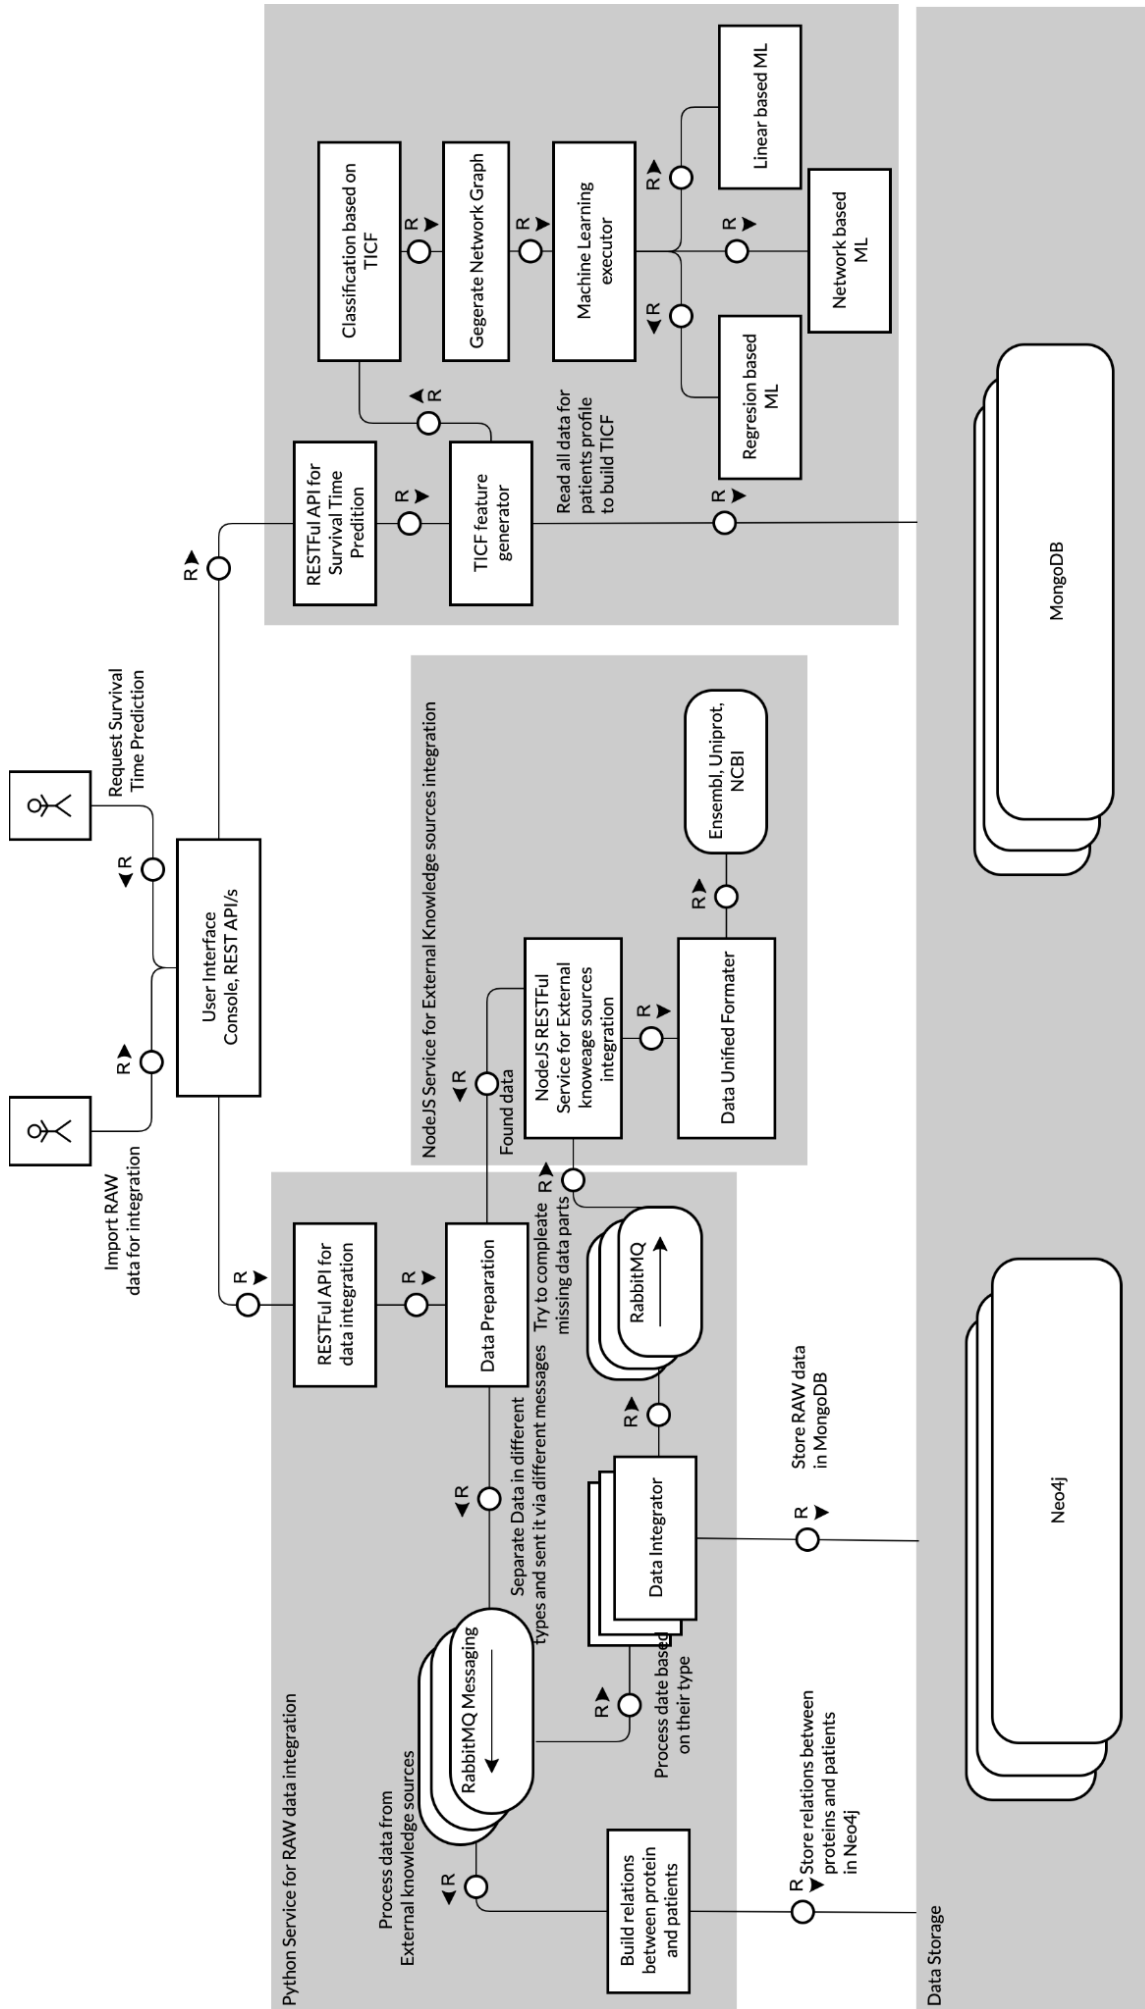 Import RAW
data for integration
Request Survival
Time Prediction
R
R
User Interface
Console, REST API/s
R
R
Python Service for RAW data integration
RESTFul API for
data integration
R
Data Preparation
R
Separate Data in different
types and sent it via different messages
RabbitMQ Messaging
Process data from
External knowledge sources
R
Build relations
between protein
and patients
R
Store relations between
proteins and patients
in Neo4j
R
Process date based
on their type
Data Integrator
R
Store RAW data
in MongoDB
R
RabbitMQ
Try to compleate
missing data parts
R
NodeJS Service for External Knowledge sources integration
R
Found data
NodeJS RESTFul
Service for External
knoweage sources
integration
R
Data Unified Formater
R
Ensembl, Uniprot,
NCBI
RESTFul API for
Survival Time
Predition
R
TICF feature
generator
R
Read all data for
patients profile
to build TICF
R
Classification based on
TICF
R
Gegerate Network Graph
R
Machine Learning
executor
R
R
R
Regresion based
ML
Network based
ML
Linear based ML
Data Storage
Neo4j
MongoDB